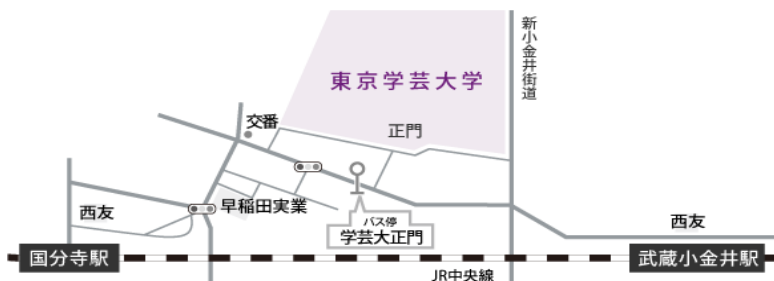 東京学芸大学
新小金井街道
正門
交番
早稲田実業
西友
西友
バス停
学芸大正門
国分寺駅
武蔵小金井駅
JR中央線